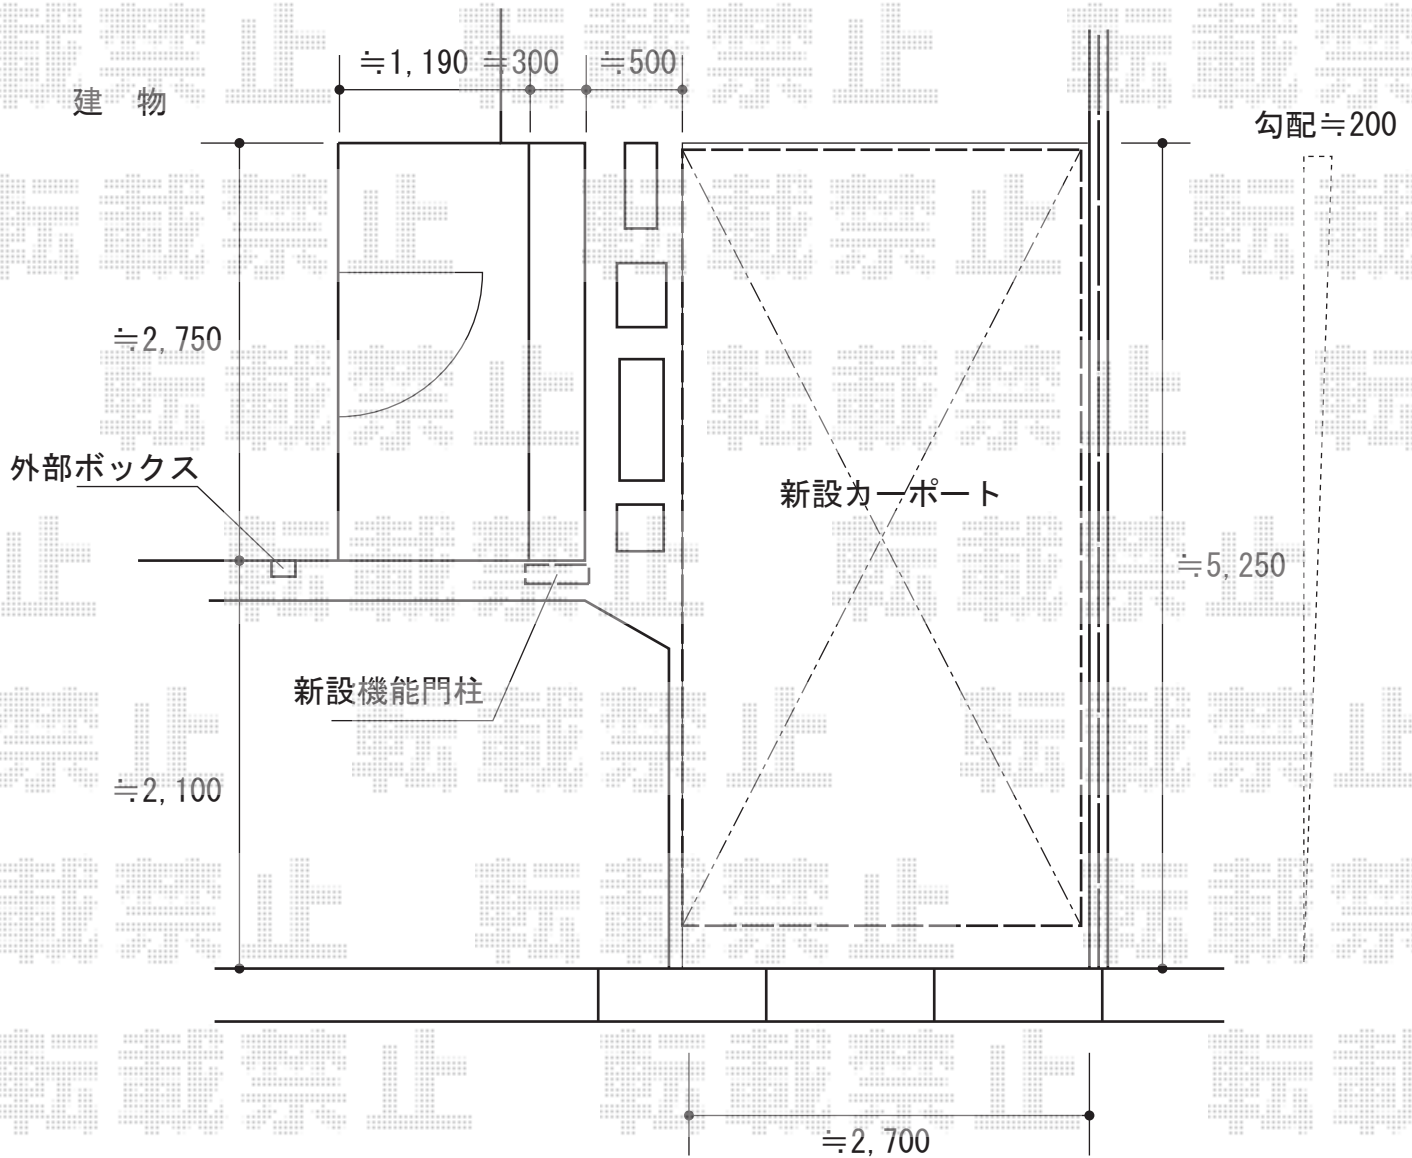 ≒1,190 ≒300 ≒500
建 物
勾配≒200
≒2,750
外部ボックス
新設カーポート
≒5,250
新設機能門柱
≒2,100
≒2,700
転載禁止